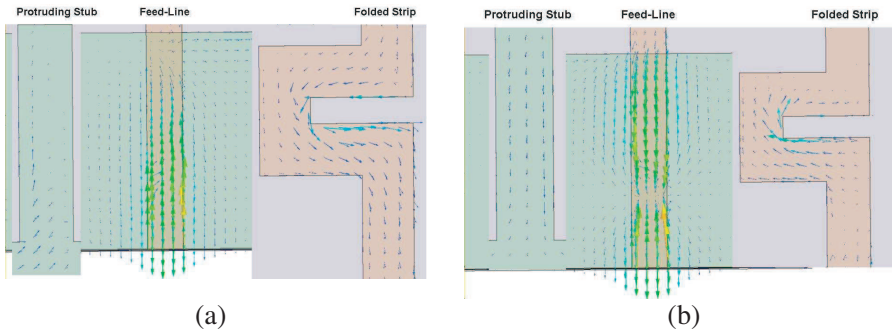 Protruding Stub Feed-Line Folded Strip
Protruding Stub Feed-Line Folded Strip
(a)
(b)